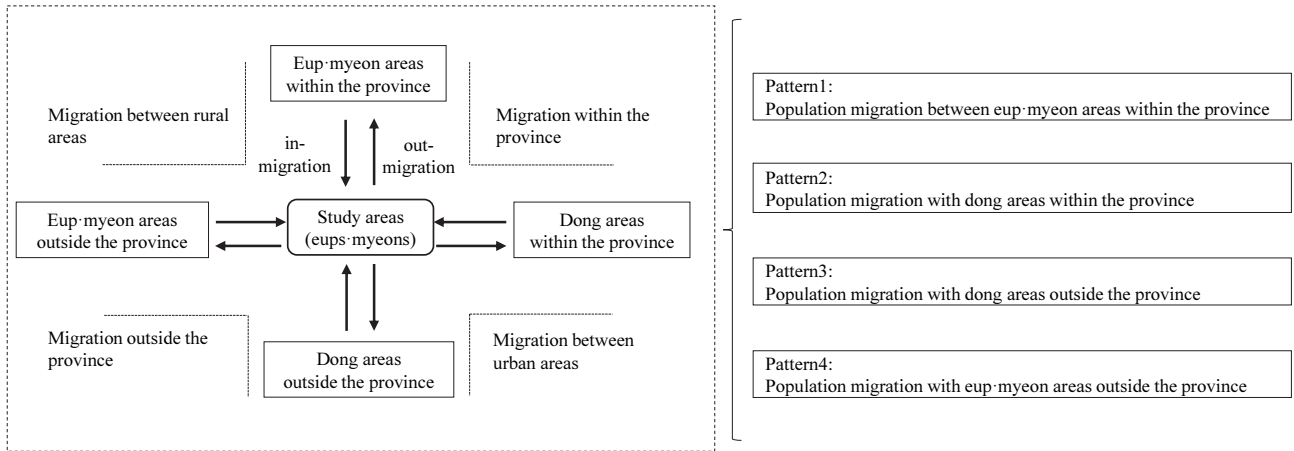 Eup·myeon areas
within the province
Migration between rural
areas
Migration within the
province
in-
migration
out-
migration
Eup·myeon areas
outside the province
Study areas
(eups·myeons)
Dong areas
within the province
Migration outside the
province
Dong areas
outside the province
Migration between
urban areas
Pattern1:
Population migration between eup·myeon areas within the province
Pattern2:
Population migration with dong areas within the province
Pattern3:
Population migration with dong areas outside the province
Pattern4:
Population migration with eup·myeon areas outside the province